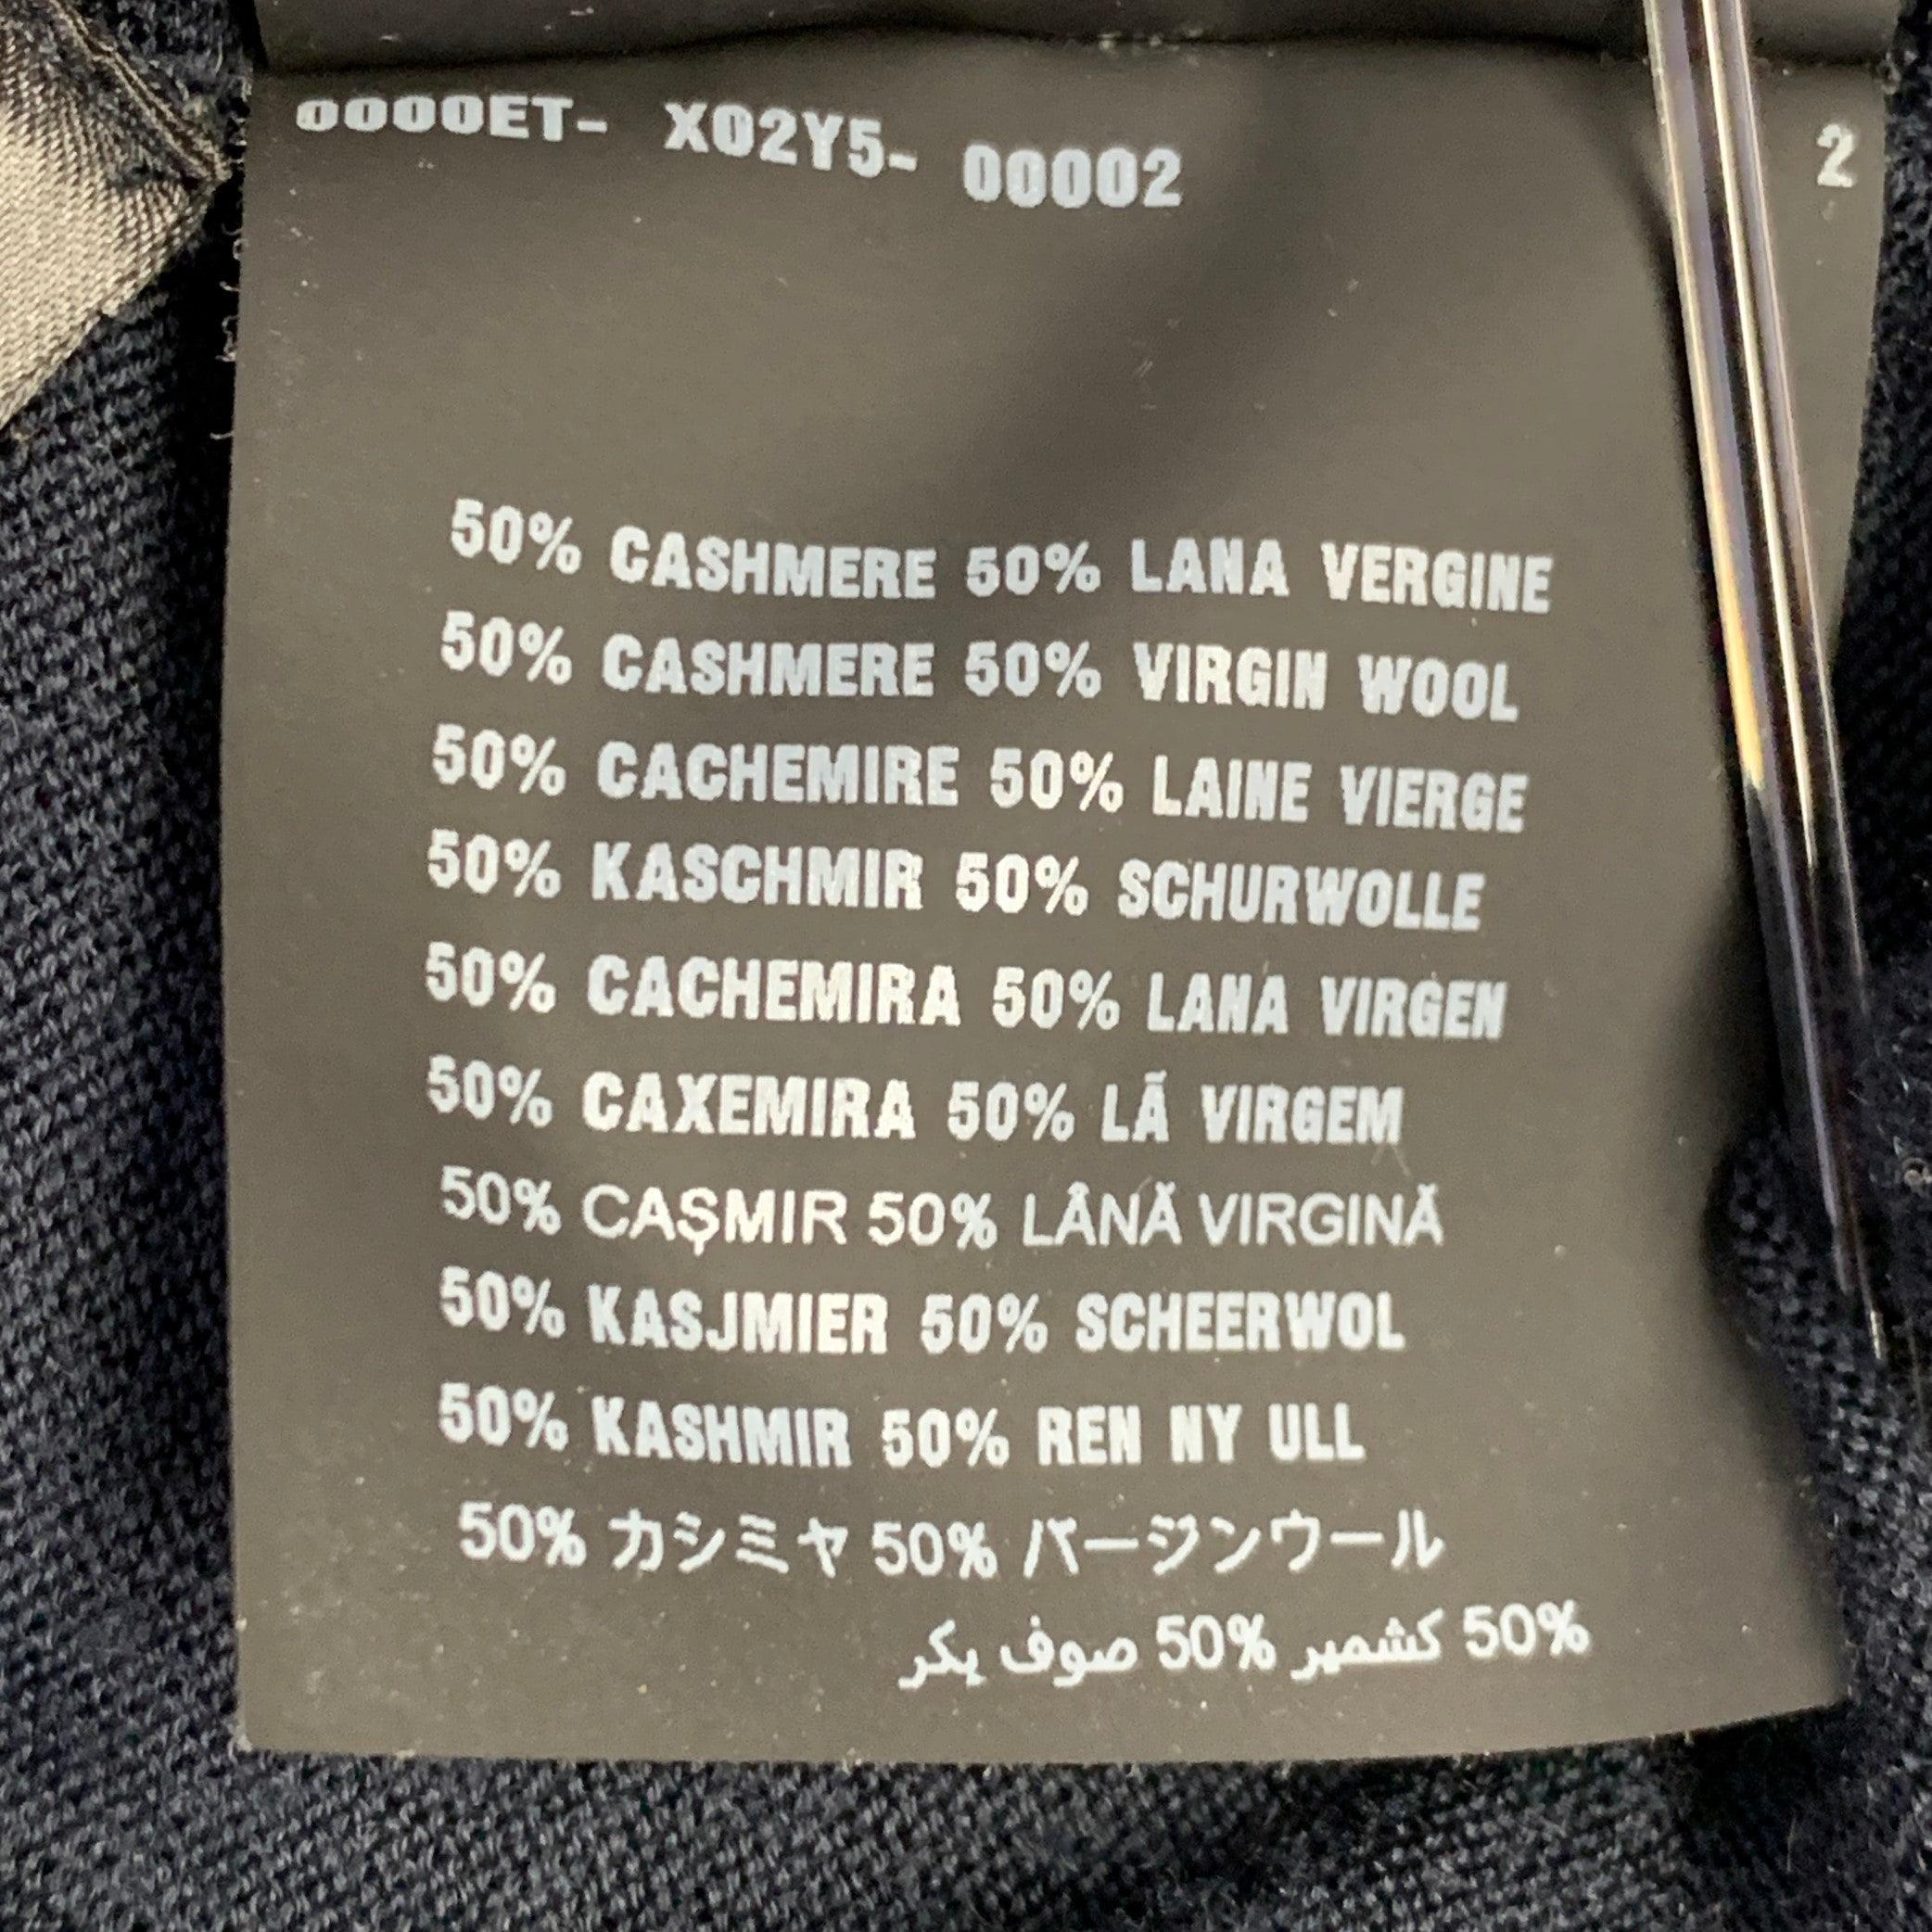 0000ET- X02Y5- 00002 2
50% CASHMERE 50% LANA VERGINE
50% CASHMERE 50% VIRGIN WOOL
50% CACHEMIRE 50% LAINE VIERGE
50% KASCHMIR 50% SCHURWOLLE
50% CACHEMIRA 50% LANA VIRGEN
50% CAXEMIRA 50% LÃ VIRGEM
50% CAŞMIR 50% LÂNĂ VIRGINĂ
50% KASJMIER 50% SCHEERWOL
50% KASHMIR 50% REN NY ULL
50% カシミヤ 50% バージンウール
50% كشمير 50% صوف بكر